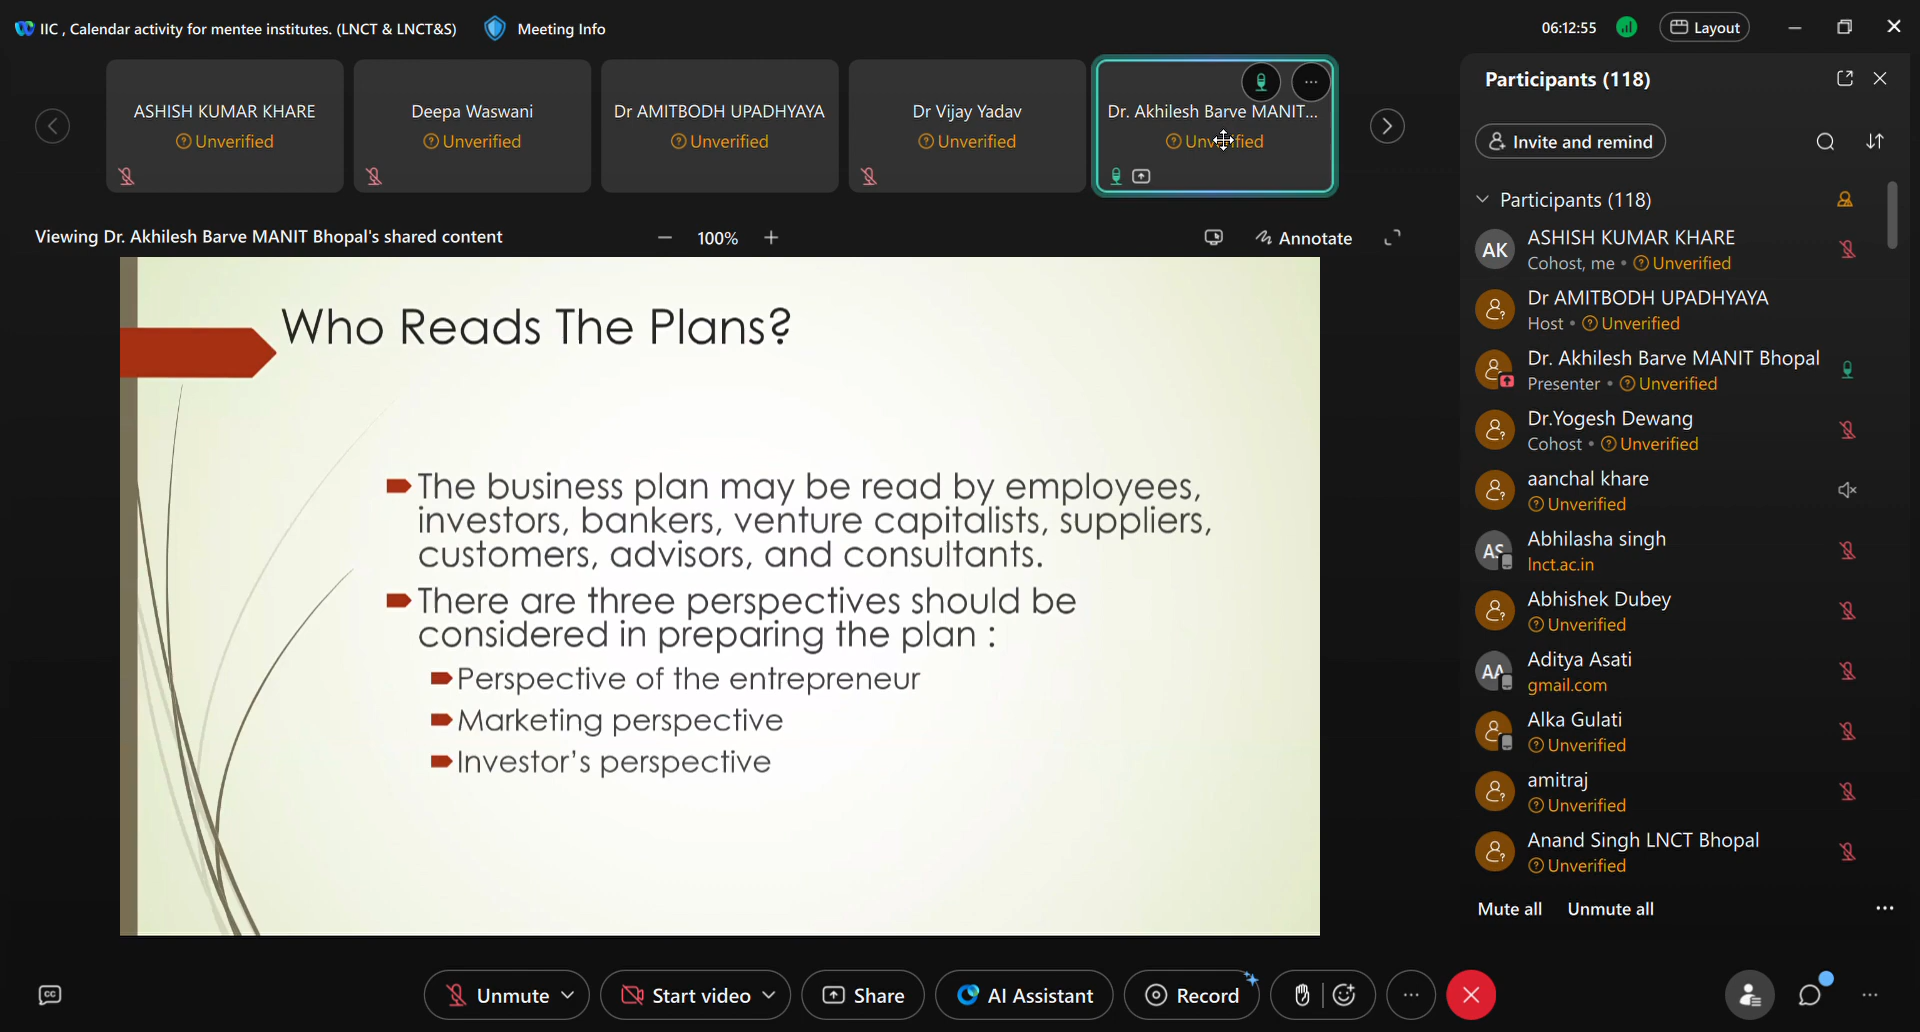 IIC , Calendar activity for mentee institutes. (LNCT & LNCT&S)
Meeting Info
06:12:55
Layout
ASHISH KUMAR KHARE
Unverified
Deepa Waswani
Unverified
Dr AMITBODH UPADHYAYA
Unverified
Dr Vijay Yadav
Unverified
Dr. Akhilesh Barve MANIT...
Unverified
Viewing Dr. Akhilesh Barve MANIT Bhopal's shared content
100%
Annotate
Who Reads The Plans?
The business plan may be read by employees,
investors, bankers, venture capitalists, suppliers,
customers, advisors, and consultants.
There are three perspectives should be
considered in preparing the plan :
Perspective of the entrepreneur
Marketing perspective
Investor's perspective
Participants (118)
Invite and remind
Participants (118)
AK
ASHISH KUMAR KHARE
Cohost, me • Unverified
Dr AMITBODH UPADHYAYA
Host • Unverified
Dr. Akhilesh Barve MANIT Bhopal
Presenter • Unverified
Dr.Yogesh Dewang
Cohost • Unverified
aanchal khare
Unverified
AS
Abhilasha singh
lnct.ac.in
Abhishek Dubey
Unverified
AA
Aditya Asati
gmail.com
Alka Gulati
Unverified
amitraj
Unverified
Anand Singh LNCT Bhopal
Unverified
Mute all
Unmute all
CC
Unmute
Start video
Share
AI Assistant
Record